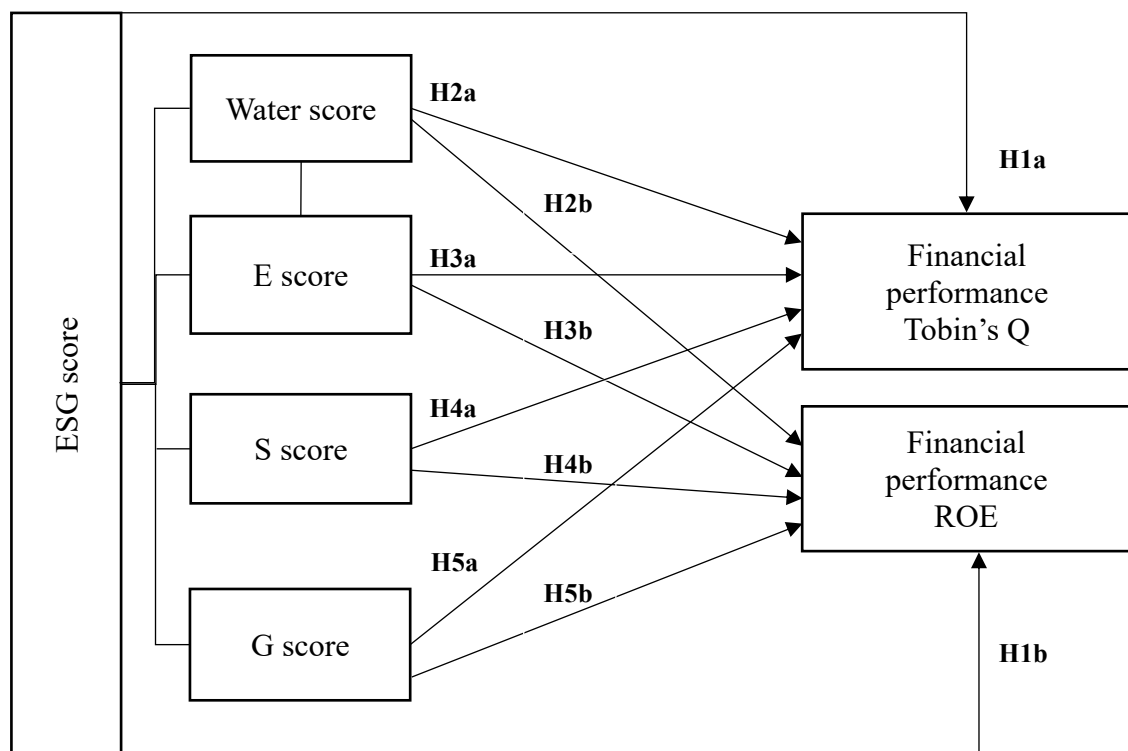 ESG score
Water score
E score
S score
G score
H2a
H2b
H3a
H3b
H4a
H4b
H5a
H5b
H1a
Financial
performance
Tobin’s Q
Financial
performance
ROE
H1b